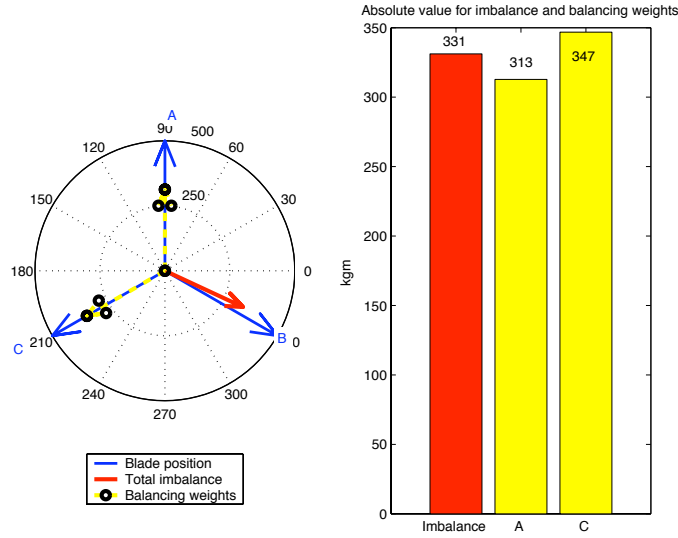 Absolute value for imbalance and balancing weights
A
90
500
120
60
150
30
250
180
0
210
C
B
0
240
300
270
Blade position
Total imbalance
Balancing weights
350
300
250
200
150
100
50
0
kgm
331
313
347
Imbalance
A
C